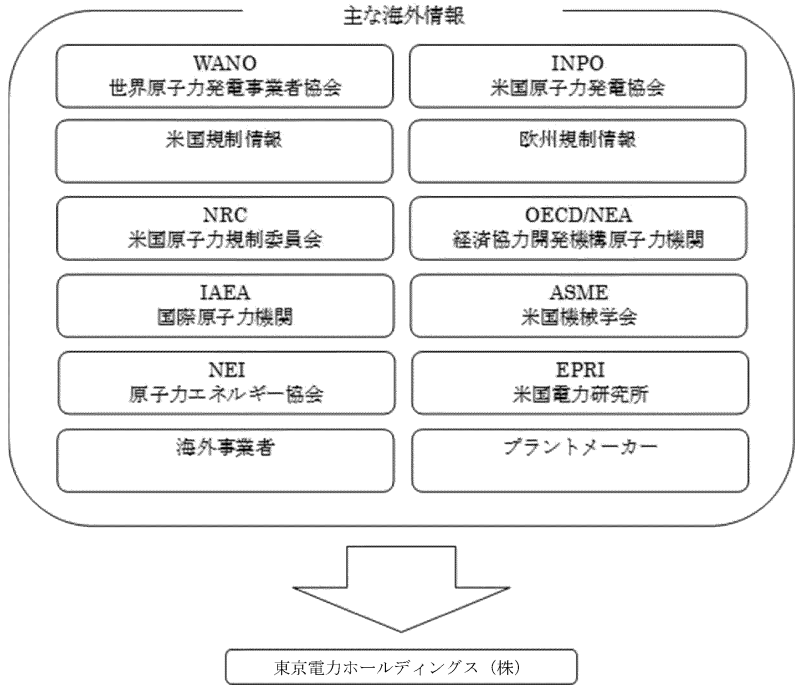 主な海外情報
WANO
世界原子力発電事業者協会
INPO
米国原子力発電協会
米国規制情報
欧州規制情報
NRC
米国原子力規制委員会
OECD/NEA
経済協力開発機構原子力機関
IAEA
国際原子力機関
ASME
米国機械学会
NEI
原子力エネルギー協会
EPRI
米国電力研究所
海外事業者
プラントメーカー
東京電力ホールディングス（株）